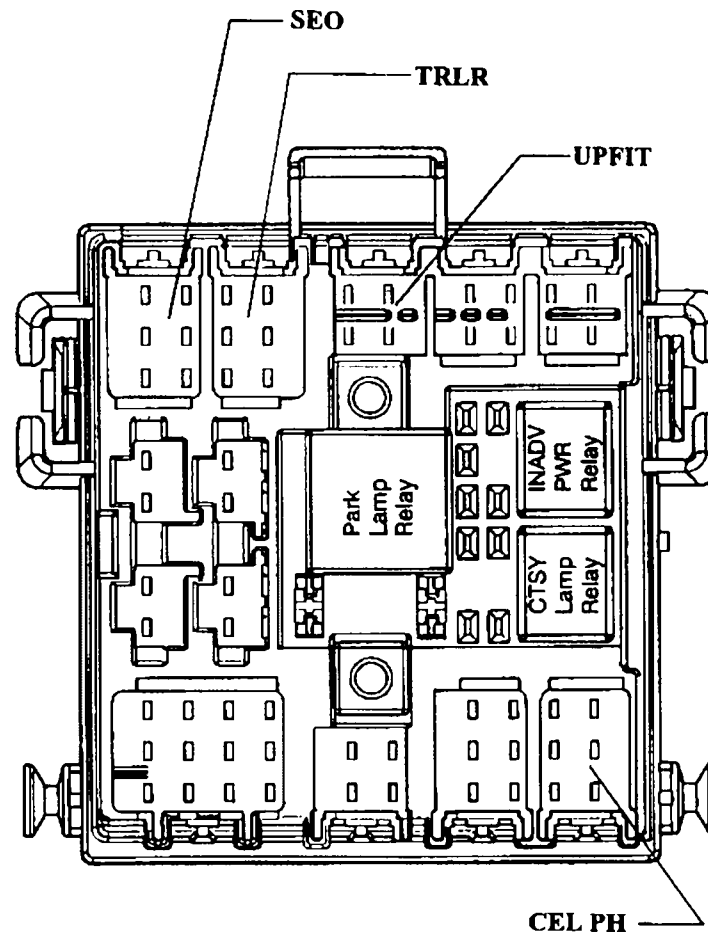 SEO
TRLR
UPFIT
INADV
PWR
Relay
Park
Lamp
Relay
CTSY
Lamp
Relay
CEL PH